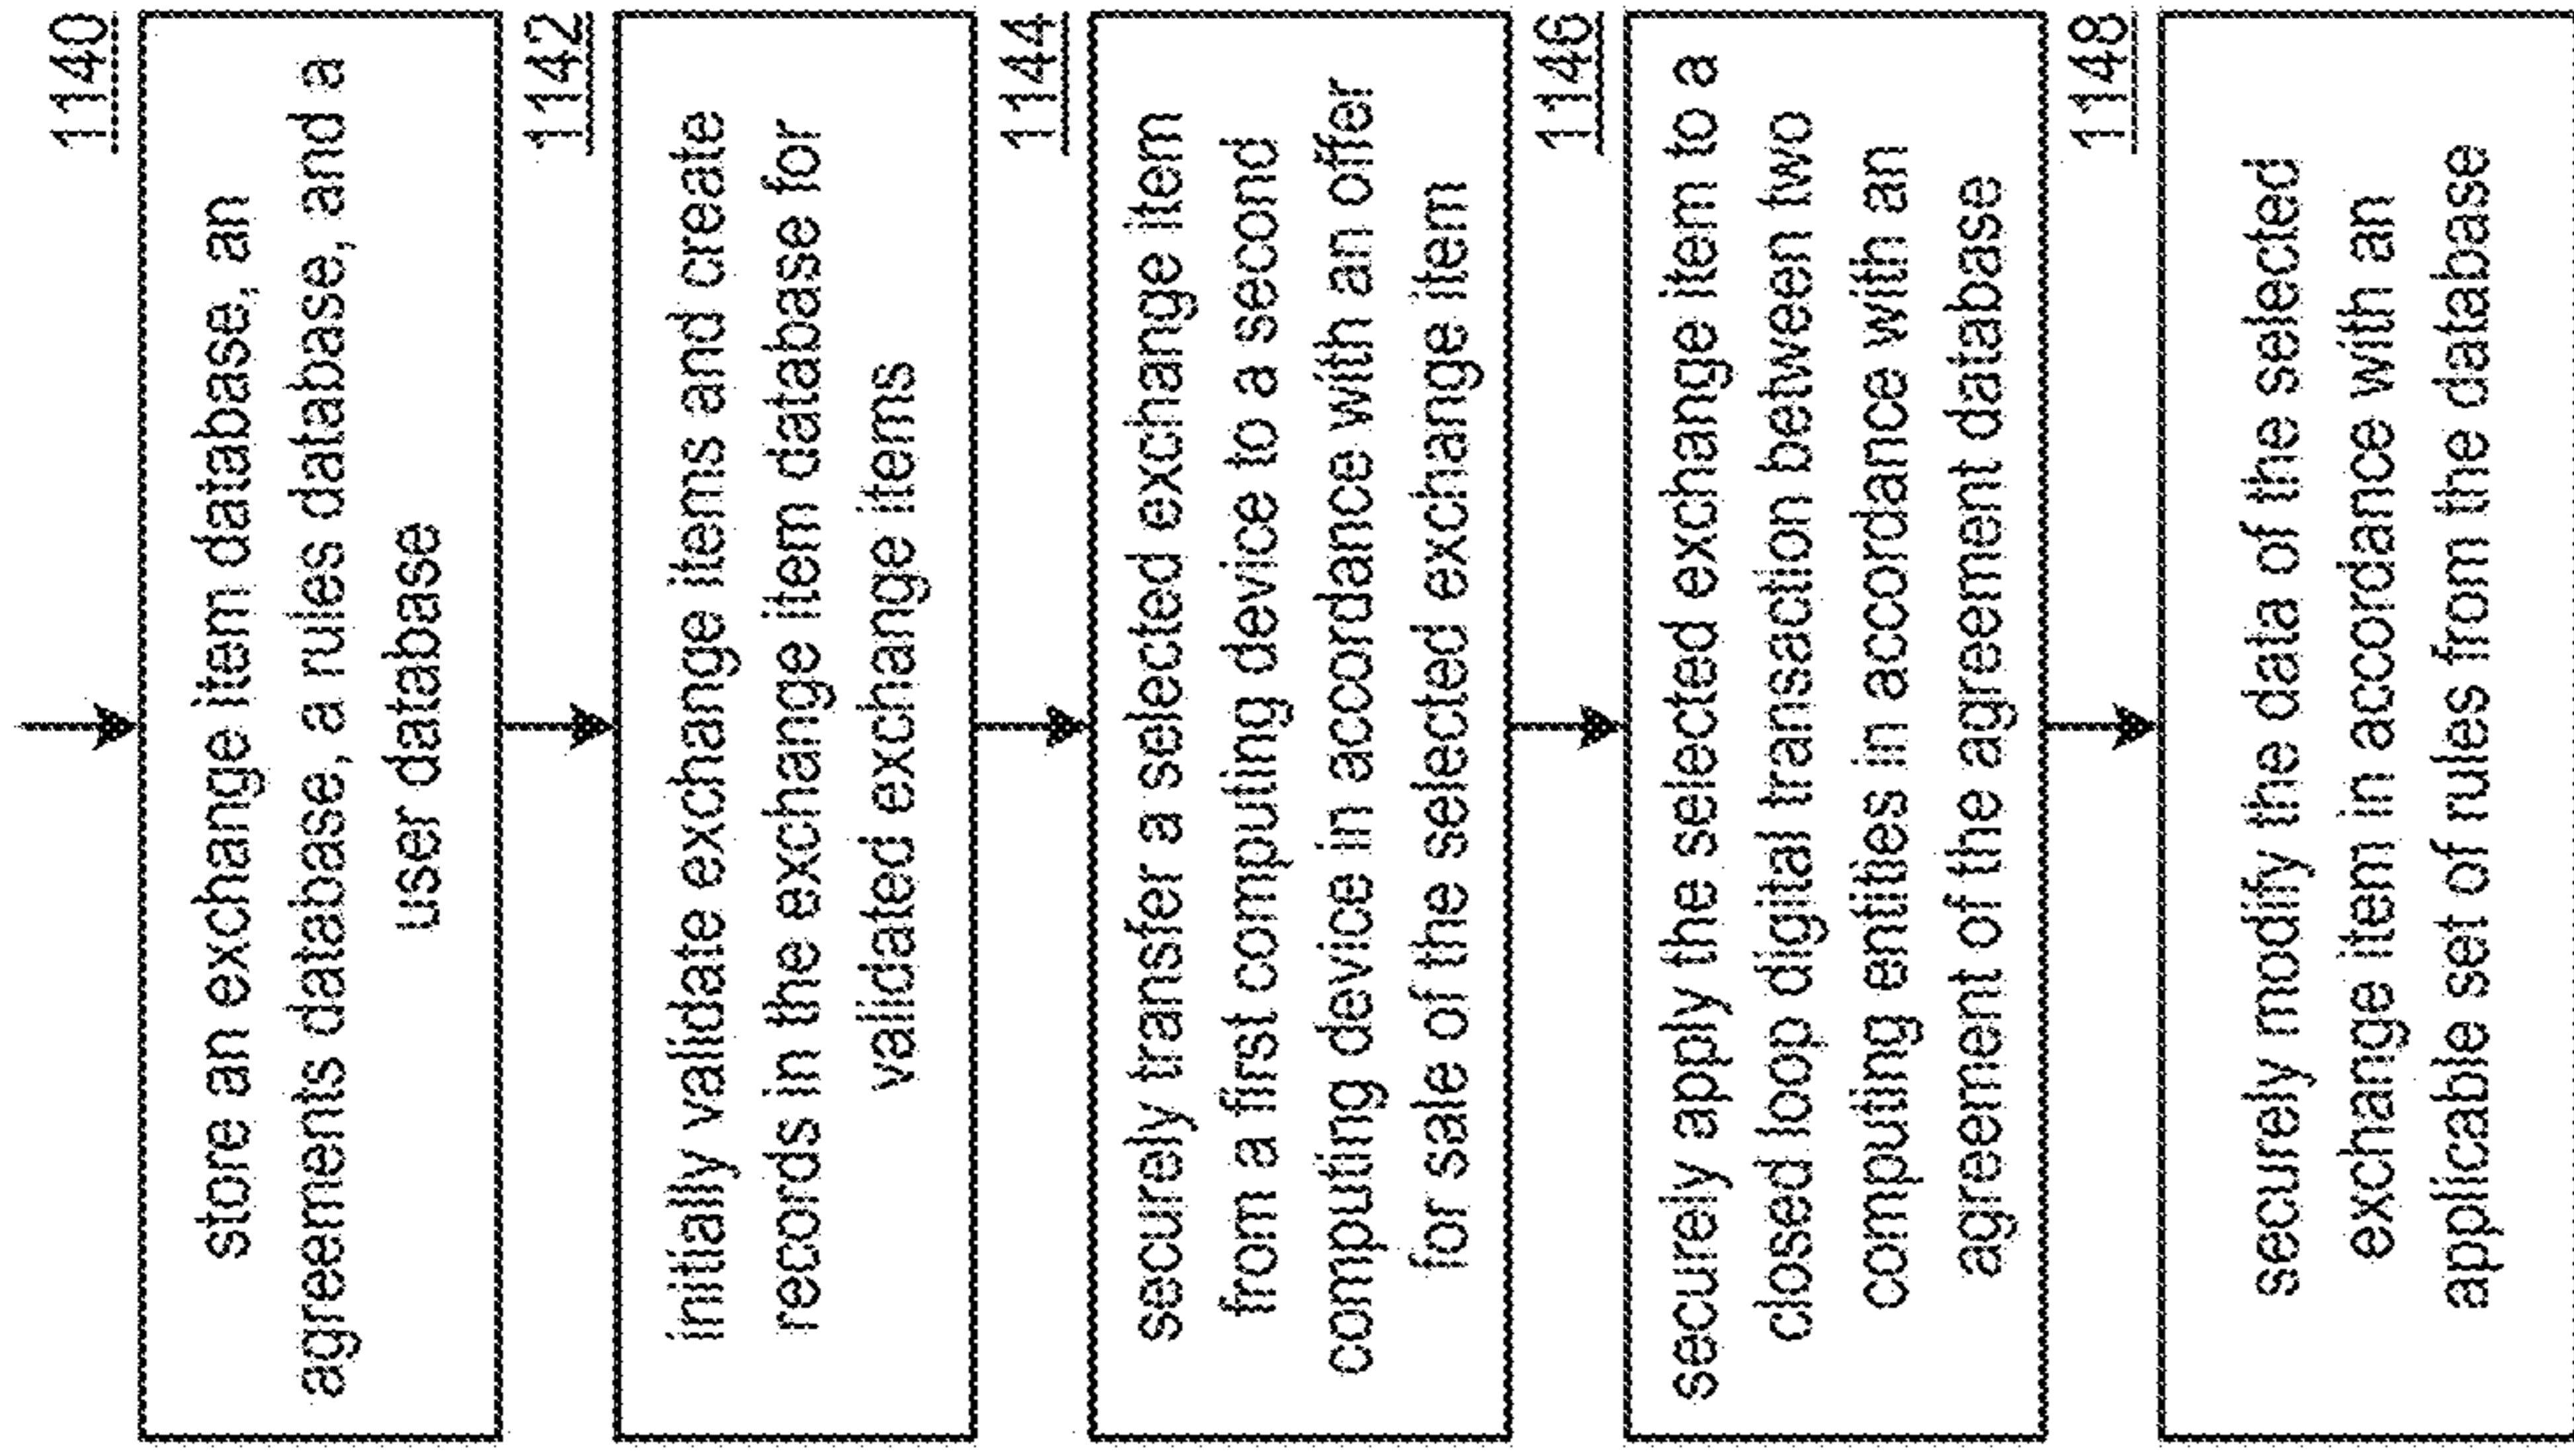 1140
store an exchange item database, an
agreements database, a rules database, and a
user database
1142
initially validate exchange items and create
records in the exchange item database for
validated exchange items
1144
securely transfer a selected exchange item
from a first computing device to a second
computing device in accordance with an offer
for sale of the selected exchange item
1146
securely apply the selected exchange item to a
closed loop digital transaction between two
computing entities in accordance with an
agreement of the agreement database
1148
securely modify the data of the selected
exchange item in accordance with an
applicable set of rules from the database